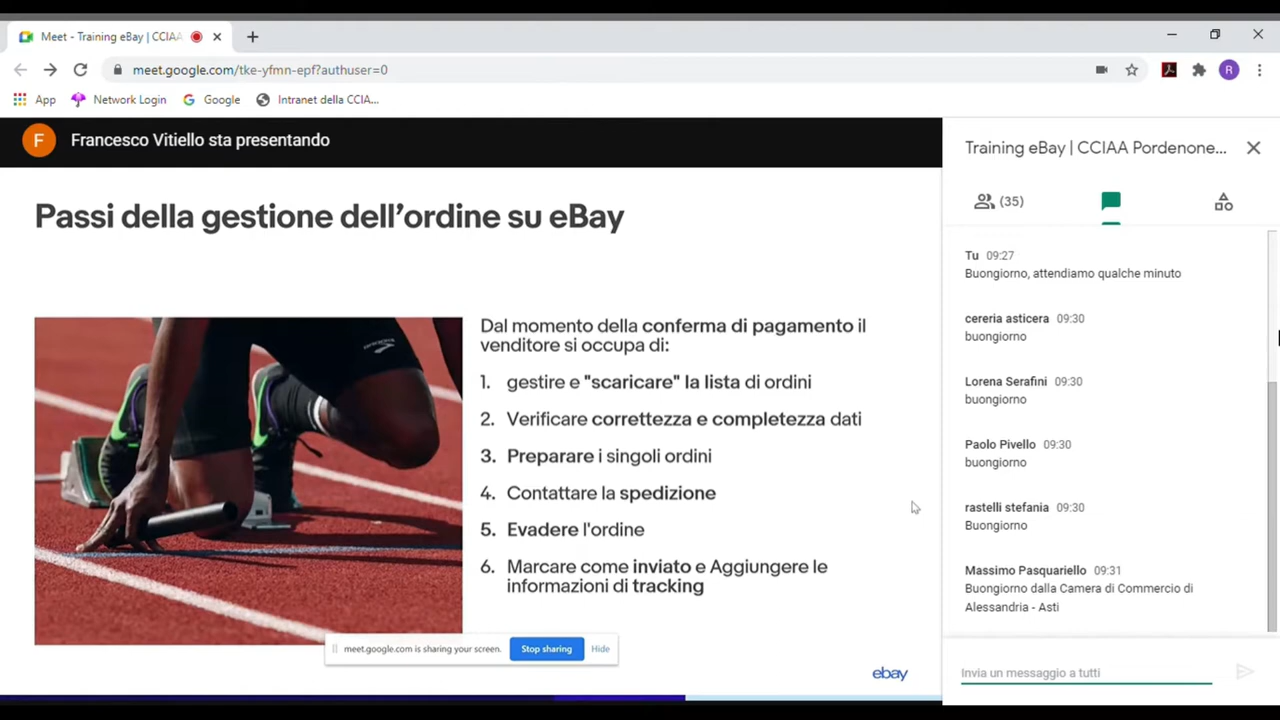 Meet - Training eBay | CCIAA
meet.google.com/tke-yfmn-epf?authuser=0
R
App
Network Login
Google
Intranet della CCIA...
F
Francesco Vitiello sta presentando
Passi della gestione dell’ordine su eBay
Dal momento della conferma di pagamento il
venditore si occupa di:
1. gestire e "scaricare" la lista di ordini
2. Verificare correttezza e completezza dati
3. Preparare i singoli ordini
4. Contattare la spedizione
5. Evadere l'ordine
6. Marcare come inviato e Aggiungere le
informazioni di tracking
meet.google.com is sharing your screen.
Stop sharing
Hide
ebay
Training eBay | CCIAA Pordenone...
(35)
Tu 09:27
Buongiorno, attendiamo qualche minuto
cereria asticera 09:30
buongiorno
Lorena Serafini 09:30
buongiorno
Paolo Pivello 09:30
buongiorno
rastelli stefania 09:30
Buongiorno
Massimo Pasquariello 09:31
Buongiorno dalla Camera di Commercio di
Alessandria - Asti
Invia un messaggio a tutti